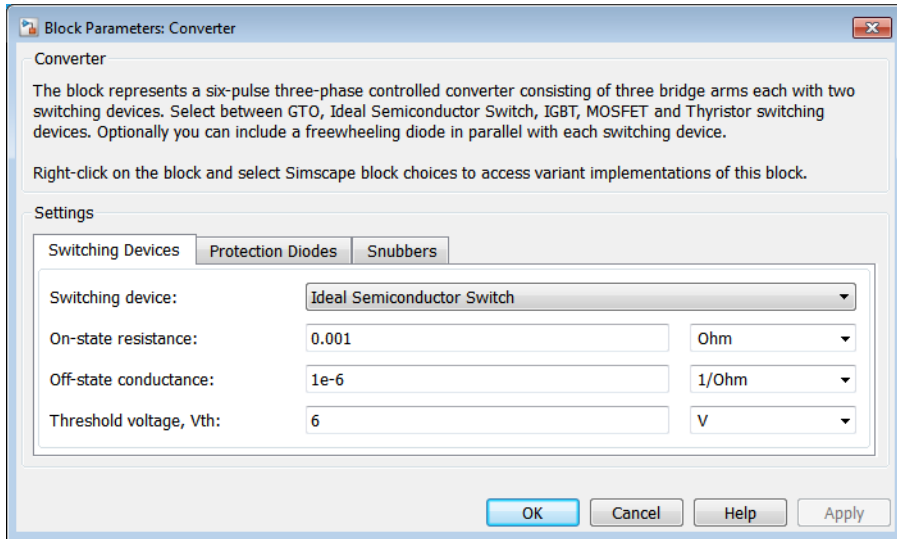 Block Parameters: Converter
Converter
The block represents a six-pulse three-phase controlled converter consisting of three bridge arms each with two
switching devices. Select between GTO, Ideal Semiconductor Switch, IGBT, MOSFET and Thyristor switching
devices. Optionally you can include a freewheeling diode in parallel with each switching device.
Right-click on the block and select Simscape block choices to access variant implementations of this block.
Settings
Switching Devices Protection Diodes Snubbers
Switching device: Ideal Semiconductor Switch
On-state resistance: 0.001 Ohm
Off-state conductance: 1e-6 1/Ohm
Threshold voltage, Vth: 6 V
OK Cancel Help Apply